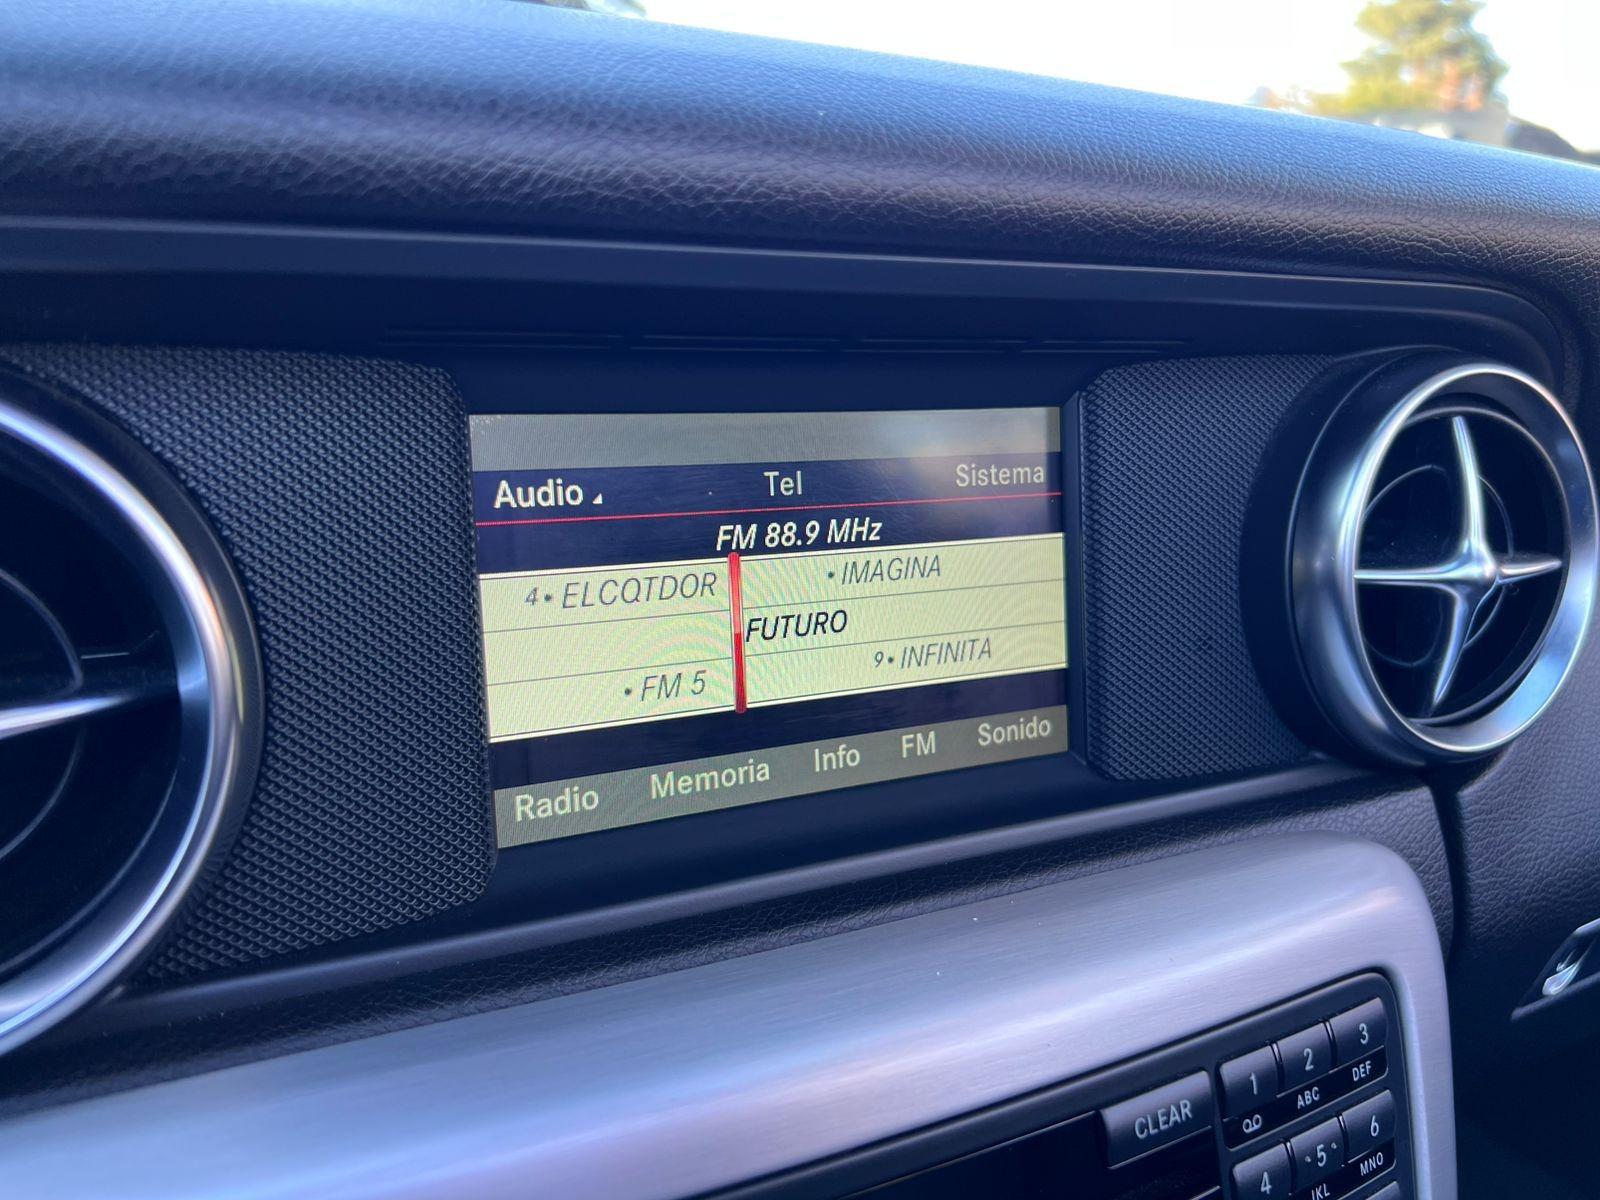 Audio Tel Sistema
FM 88.9 MHz
4• ELCQTDOR •IMAGINA
FUTURO
•FM 5 9•INFINITA
Radio Memoria Info FM Sonido
CLEAR 1 2 ABC 3 DEF
4 5 JKL 6 MNO